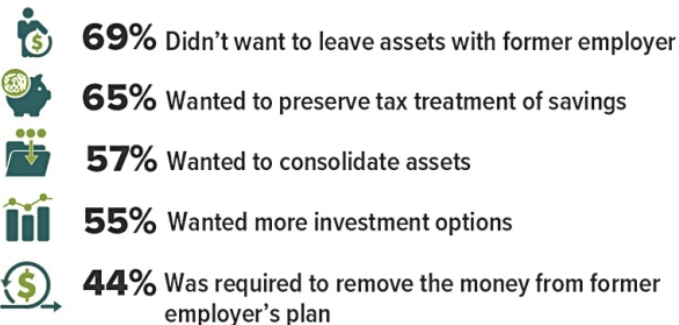 69% Didn’t want to leave assets with former employer
65% Wanted to preserve tax treatment of savings
57% Wanted to consolidate assets
55% Wanted more investment options
44% Was required to remove the money from former
employer’s plan